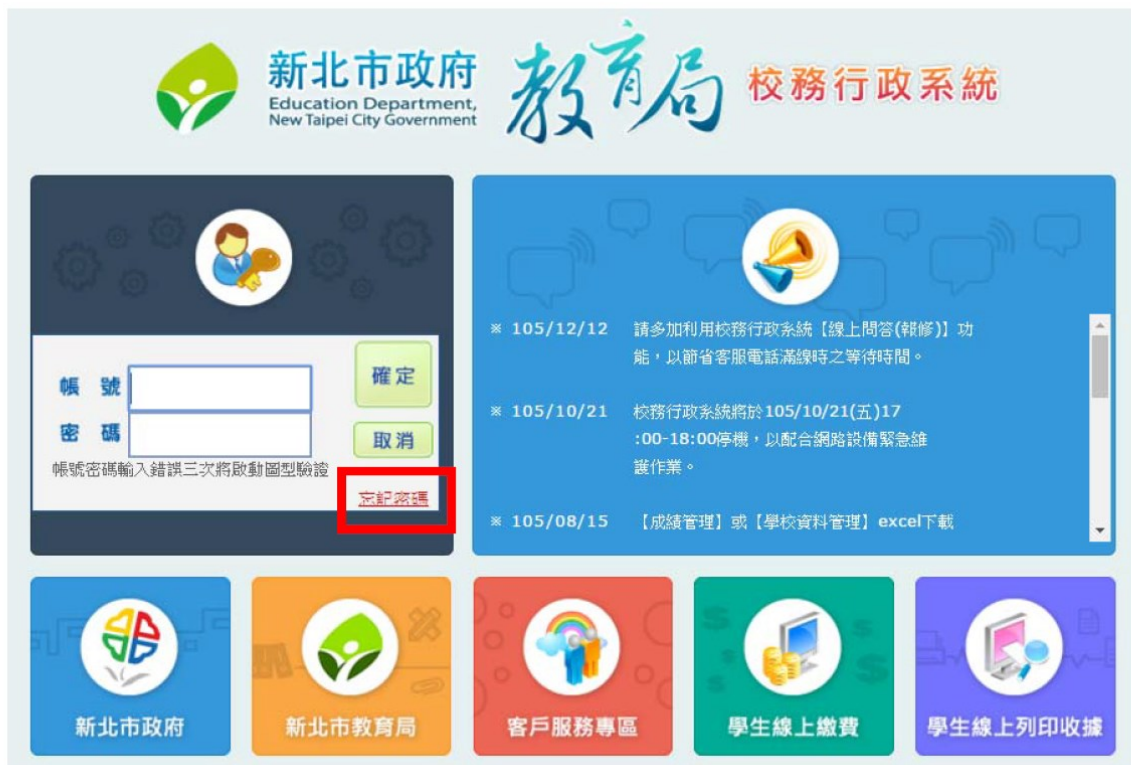 新北市政府
Education Department,
New Taipei City Government
教育局
校務行政系統
帳 號
密 碼
確定
取消
帳號密碼輸入錯誤三次將啟動圖型驗證
忘記密碼
※ 105/12/12 請多加利用校務行政系統【線上問答(報修)】功
能，以節省客服電話滿線時之等待時間。
※ 105/10/21 校務行政系統將於105/10/21(五)17
:00-18:00停機，以配合網路設備緊急維
護作業。
※ 105/08/15 【成績管理】或【學校資料管理】excel下載
新北市政府
新北市教育局
客戶服務專區
學生線上繳費
學生線上列印收據